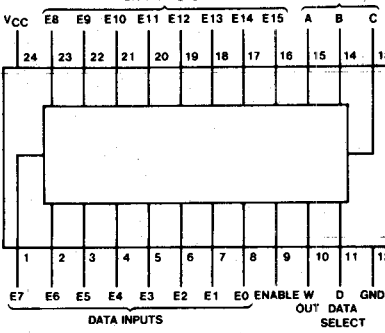 VCC E8 E9 E10 E11 E12 E13 E14 E15 A B C
24 23 22 21 20 19 18 17 16 15 14
1 2 3 4 5 6 7 8 9 10 11
E7 E6 E5 E4 E3 E2 E1 E0 ENABLE W D GND
OUT DATA
DATA INPUTS SELECT